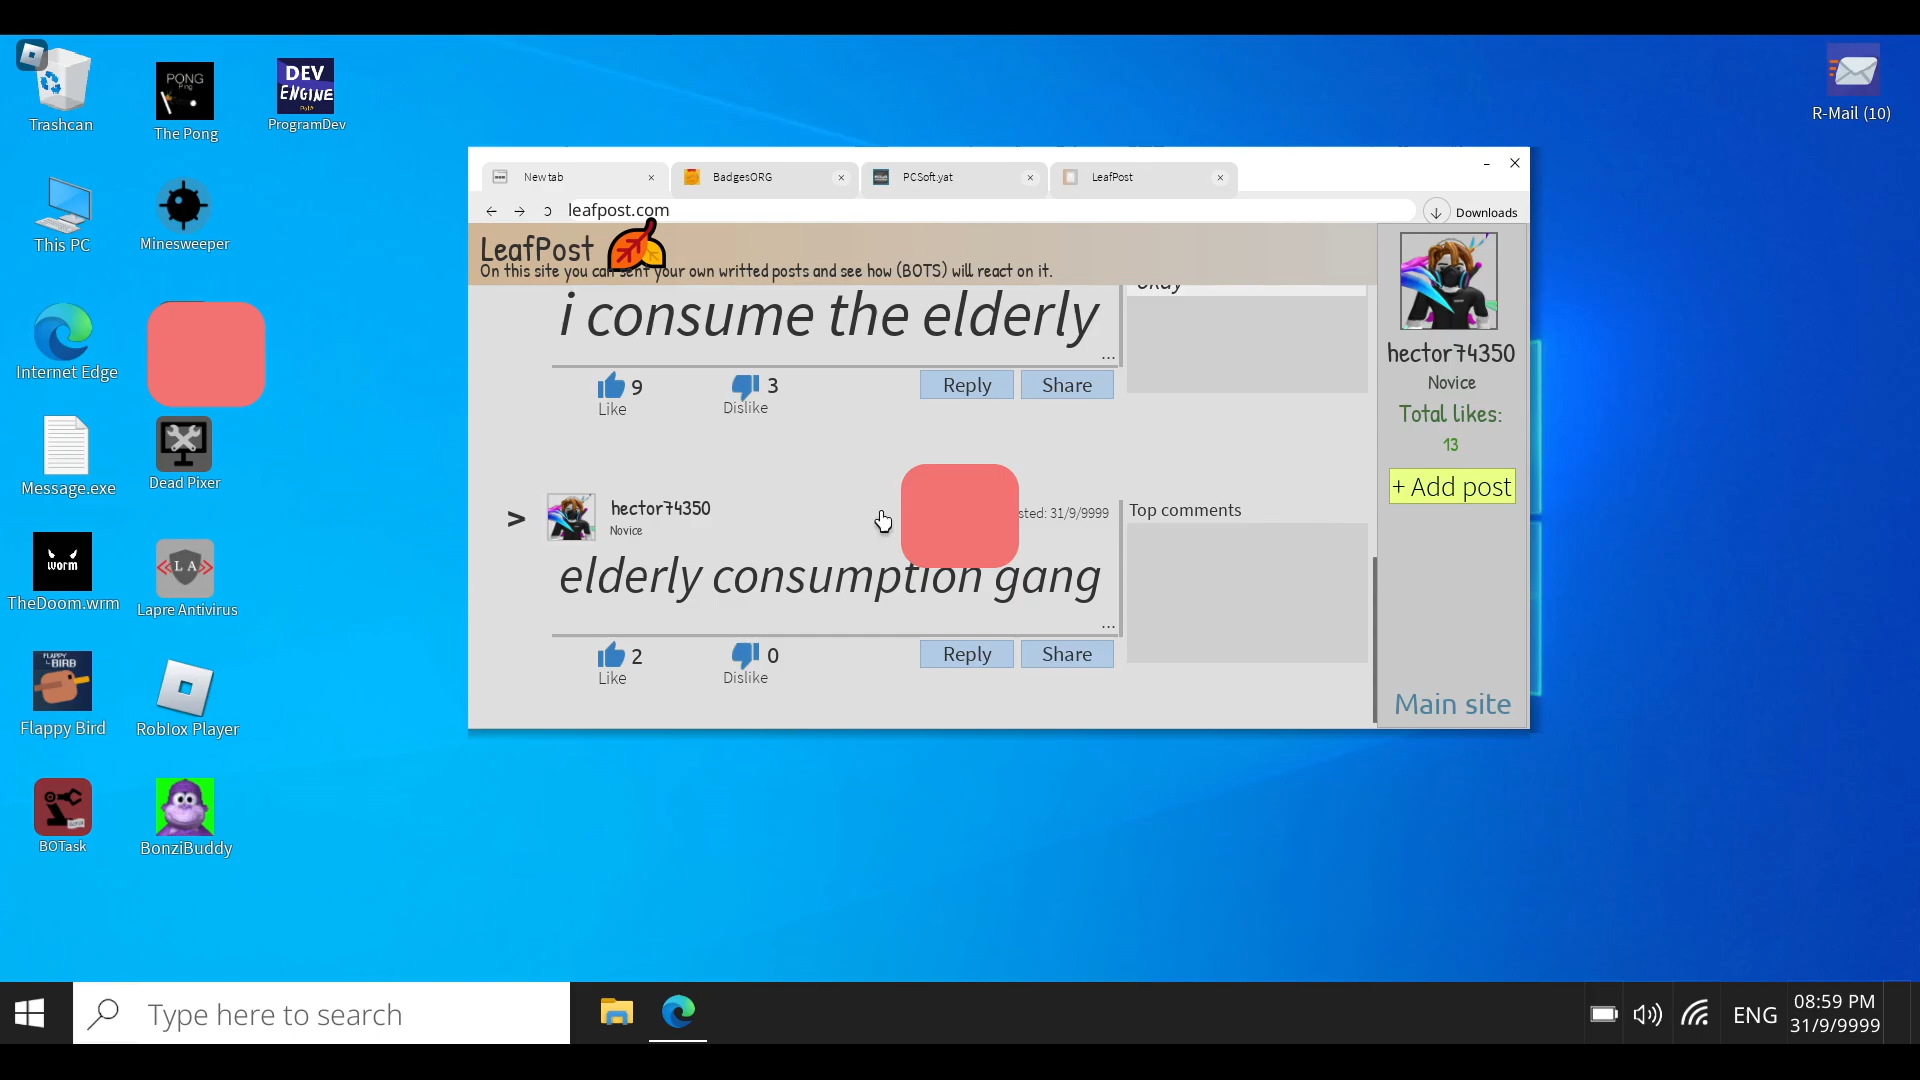 Trashcan
PONG
Ping
The Pong
DEV
ENGINE
ProgramDev
R-Mail (10)
This PC
Minesweeper
Internet Edge
Message.exe
Dead Pixer
worm
TheDoom.wrm
L A
Lapre Antivirus
FLAPPY
BIRB
Flappy Bird
Roblox Player
BOTask
BonziBuddy
New tab
BadgesORG
PCSoft.yat
LeafPost
leafpost.com
Downloads
LeafPost
On this site you can sent your own writted posts and see how (BOTS) will react on it.
i consume the elderly
...
okay
9
Like
3
Dislike
Reply
Share
> hector74350
Novice
sted: 31/9/9999
elderly consumption gang
...
Top comments
2
Like
0
Dislike
Reply
Share
hector74350
Novice
Total likes:
13
+ Add post
Main site
Type here to search
ENG
08:59 PM
31/9/9999